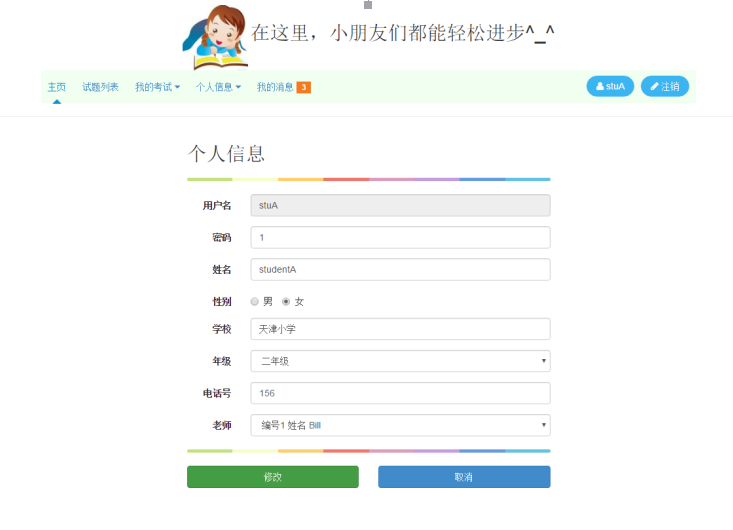 在这里，小朋友们都能轻松进步^_^
主页 试题列表 我的考试 个人信息 我的消息 3 stuA 注销
个人信息
用户名 stuA
密码 1
姓名 studentA
性别 男 女
学校 天津小学
年级 二年级
电话号 156
老师 编号1 姓名 Bill
修改 取消